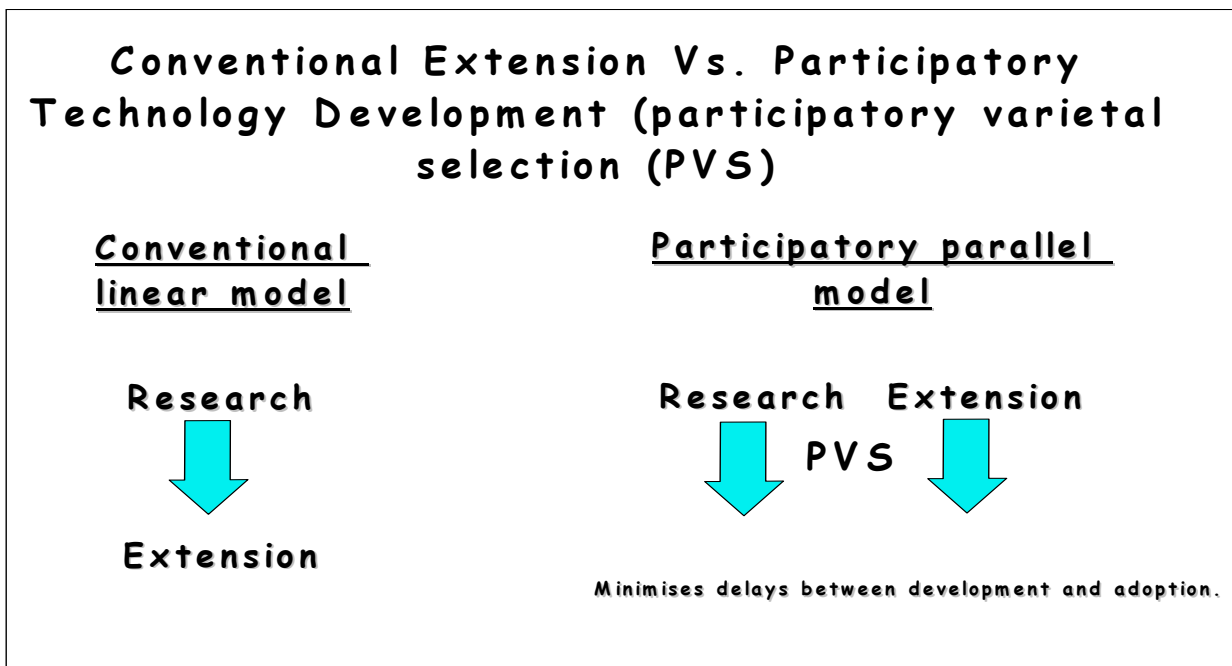 Conventional Extension Vs. Participatory
Technology Development (participatory varietal
selection (PVS)
Conventional
linear model
Research
Extension
Participatory parallel
model
Research Extension
PVS
Minimises delays between development and adoption.